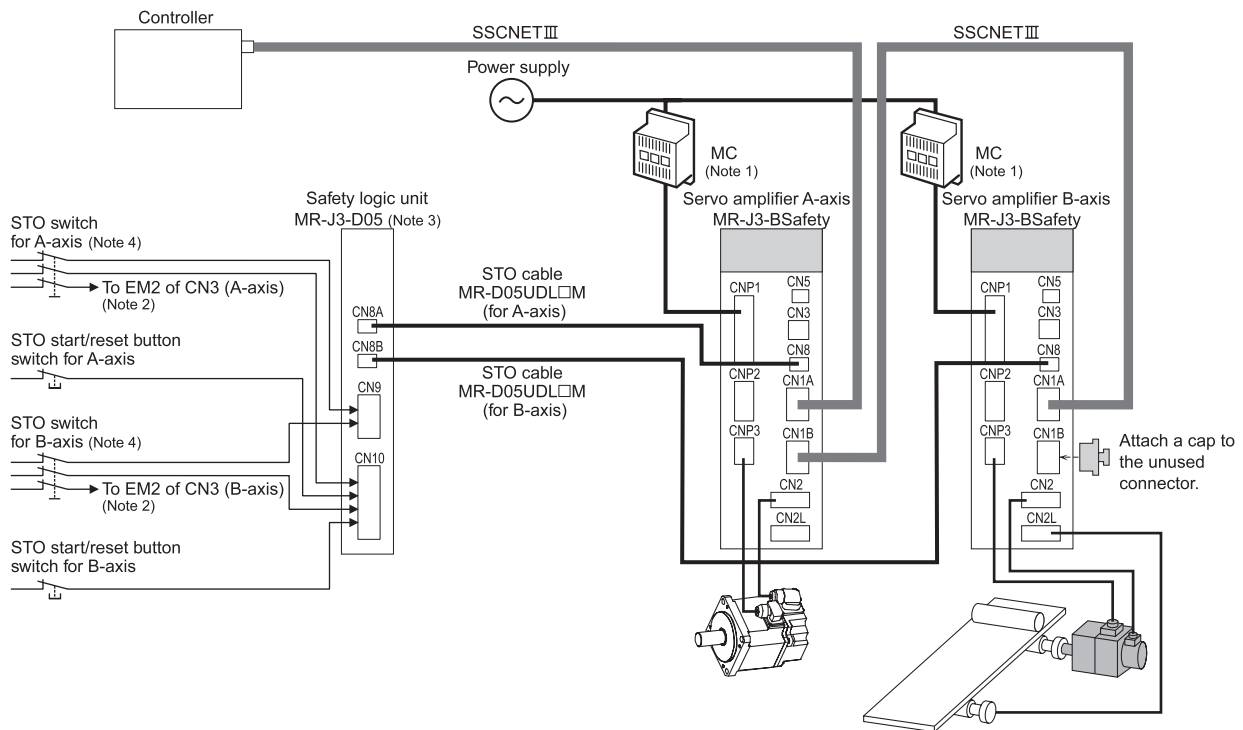 Controller
SSCNETⅢ
SSCNETⅢ
Power supply
MC
(Note 1)
MC
(Note 1)
Safety logic unit
MR-J3-D05 (Note 3)
Servo amplifier A-axis
MR-J3-BSafety
Servo amplifier B-axis
MR-J3-BSafety
STO switch
for A-axis (Note 4)
To EM2 of CN3 (A-axis)
(Note 2)
STO start/reset button
switch for A-axis
STO switch
for B-axis (Note 4)
To EM2 of CN3 (B-axis)
(Note 2)
STO start/reset button
switch for B-axis
CN8A
CN8B
CN9
CN10
STO cable
MR-D05UDL□M
(for A-axis)
STO cable
MR-D05UDL□M
(for B-axis)
CNP1
CN5
CN3
CN8
CNP2
CN1A
CNP3
CN1B
CN2
CN2L
CNP1
CN5
CN3
CN8
CNP2
CN1A
CNP3
CN1B
CN2
CN2L
Attach a cap to
the unused
connector.